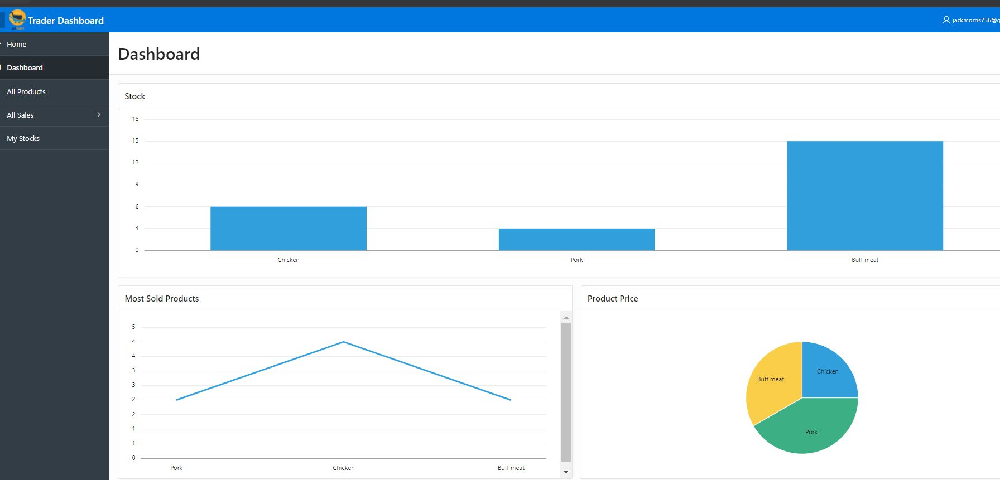 Trader Dashboard
jackmorris756@g
Home
Dashboard
All Products
All Sales
My Stocks
Dashboard
Stock
18
15
12
9
6
3
0
Chicken Pork Buff meat
Most Sold Products
5
4
4
3
3
2
2
1
1
0
Pork Chicken Buff meat
Product Price
Chicken
Buff meat
Pork